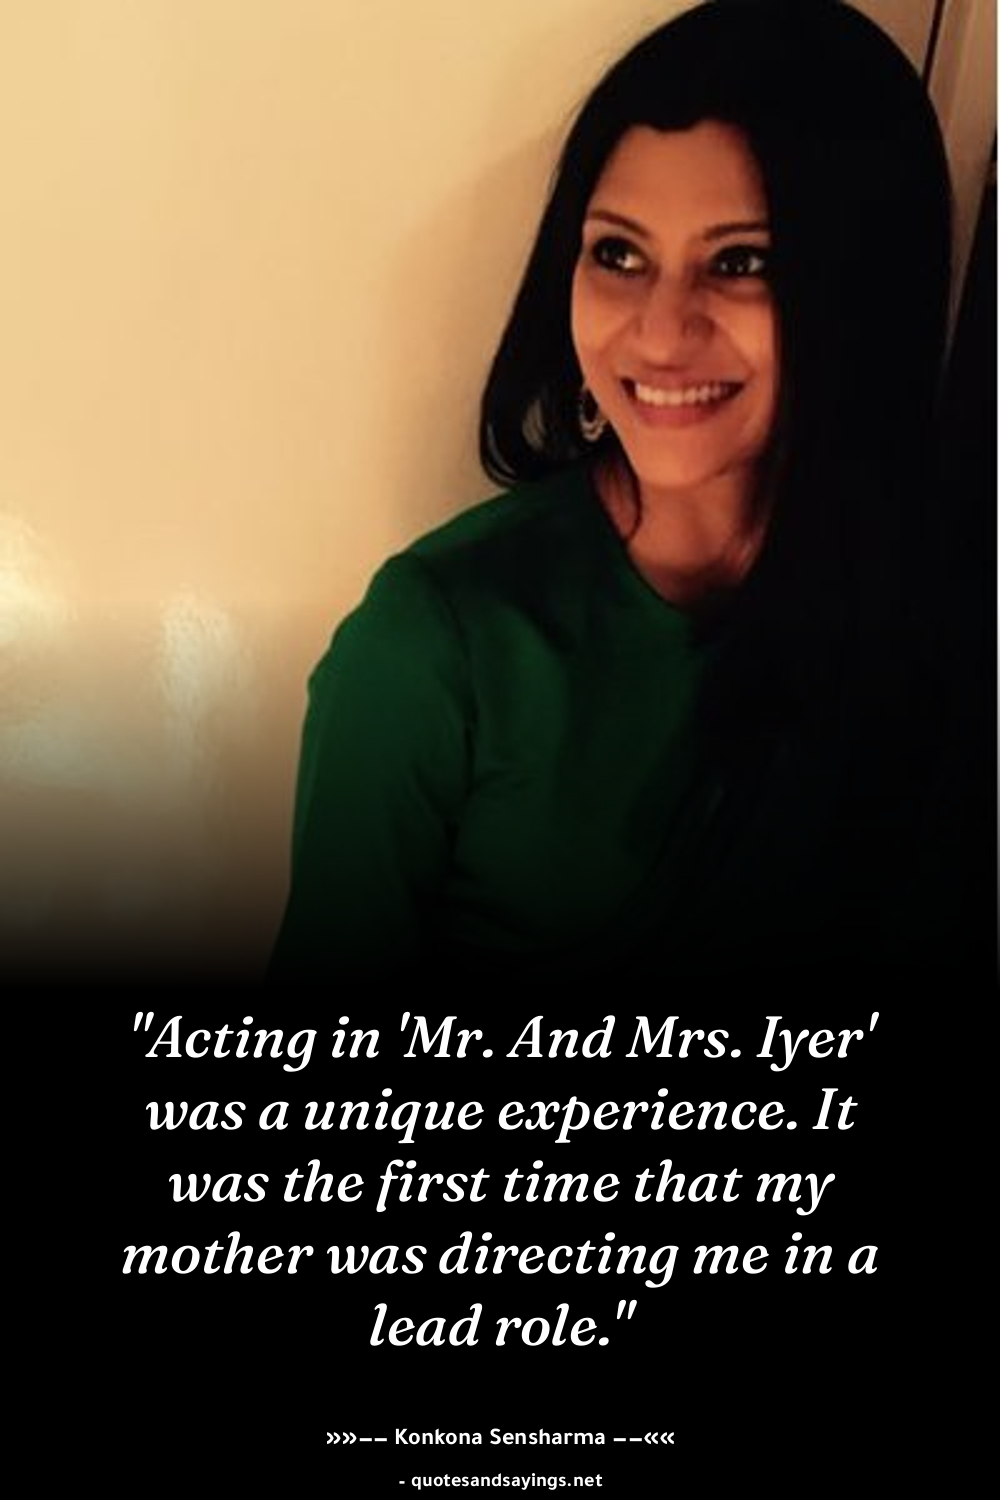 "Acting in 'Mr. And Mrs. Iyer'
was a unique experience. It
was the first time that my
mother was directing me in a
lead role."
»»−− Konkona Sensharma −−««
- quotesandsayings.net